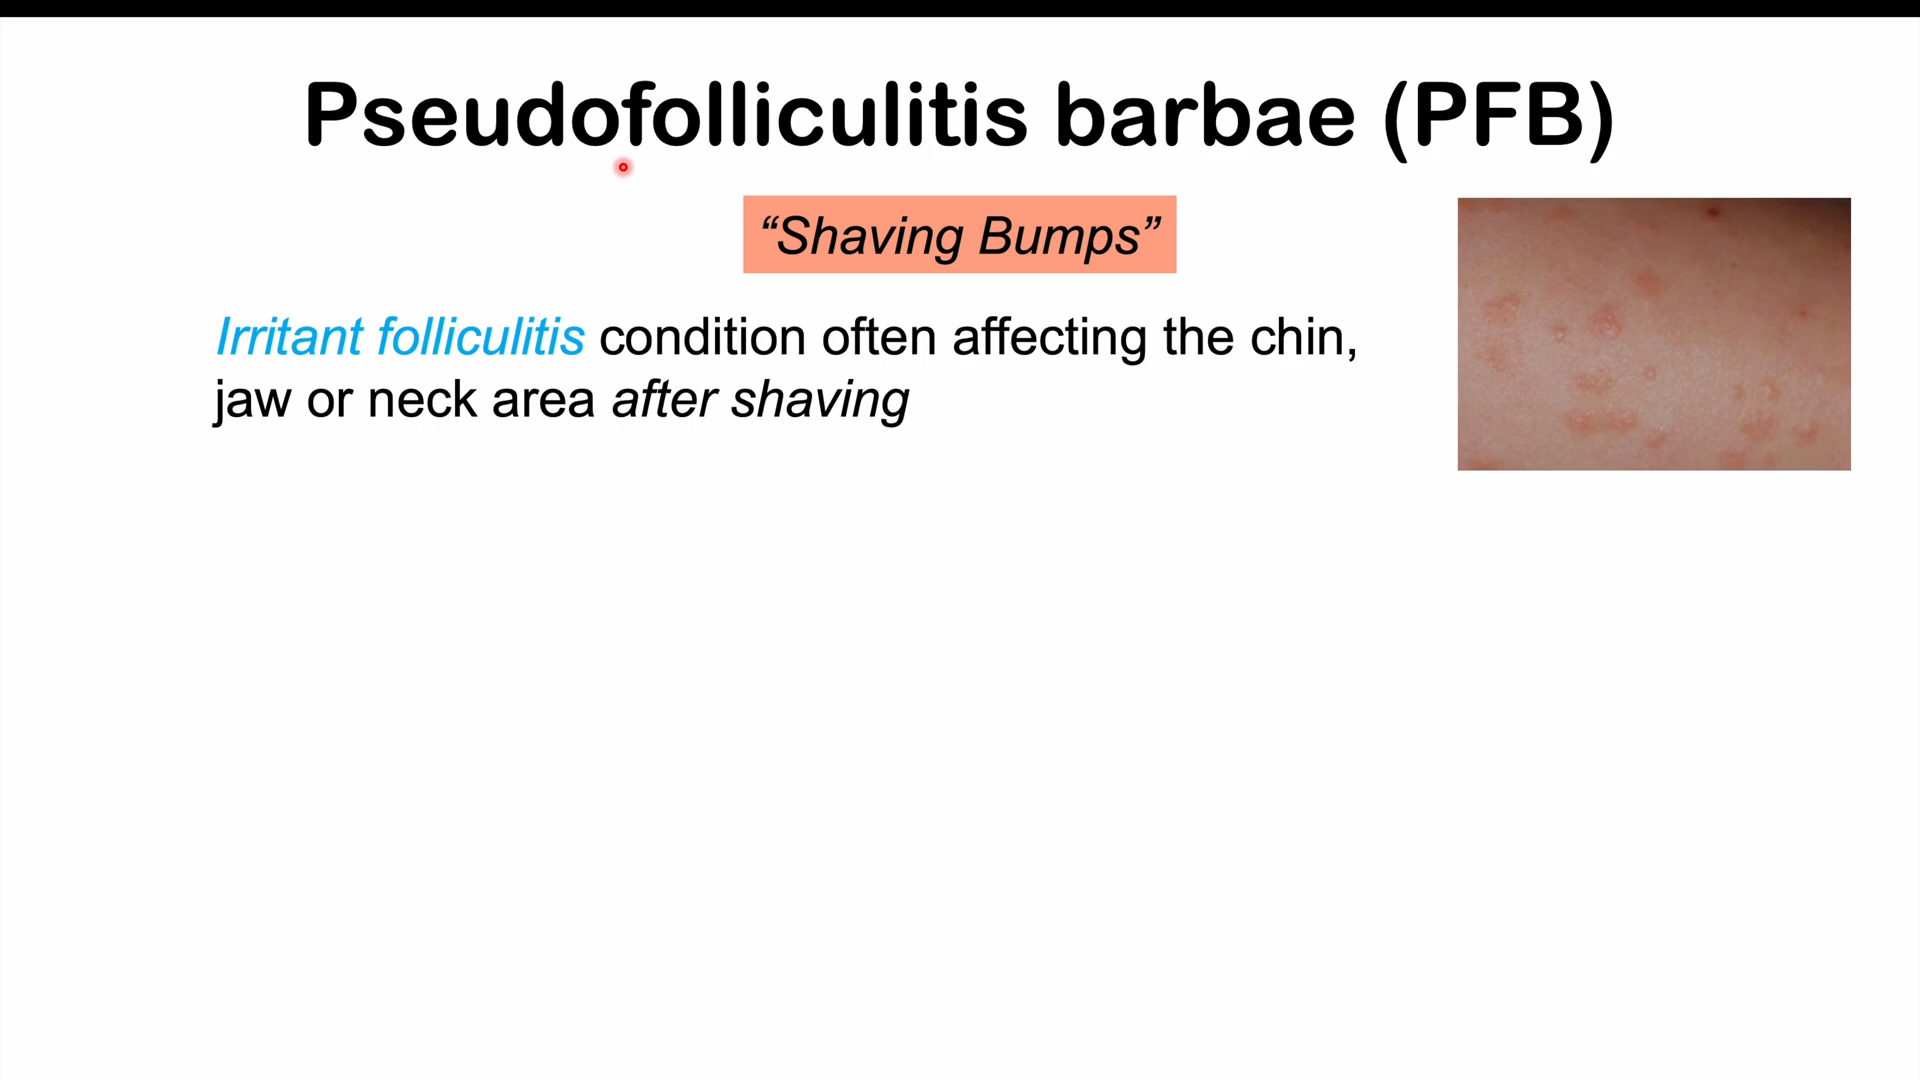 Pseudofolliculitis barbae (PFB)
“Shaving Bumps”
Irritant folliculitis condition often affecting the chin,
jaw or neck area after shaving